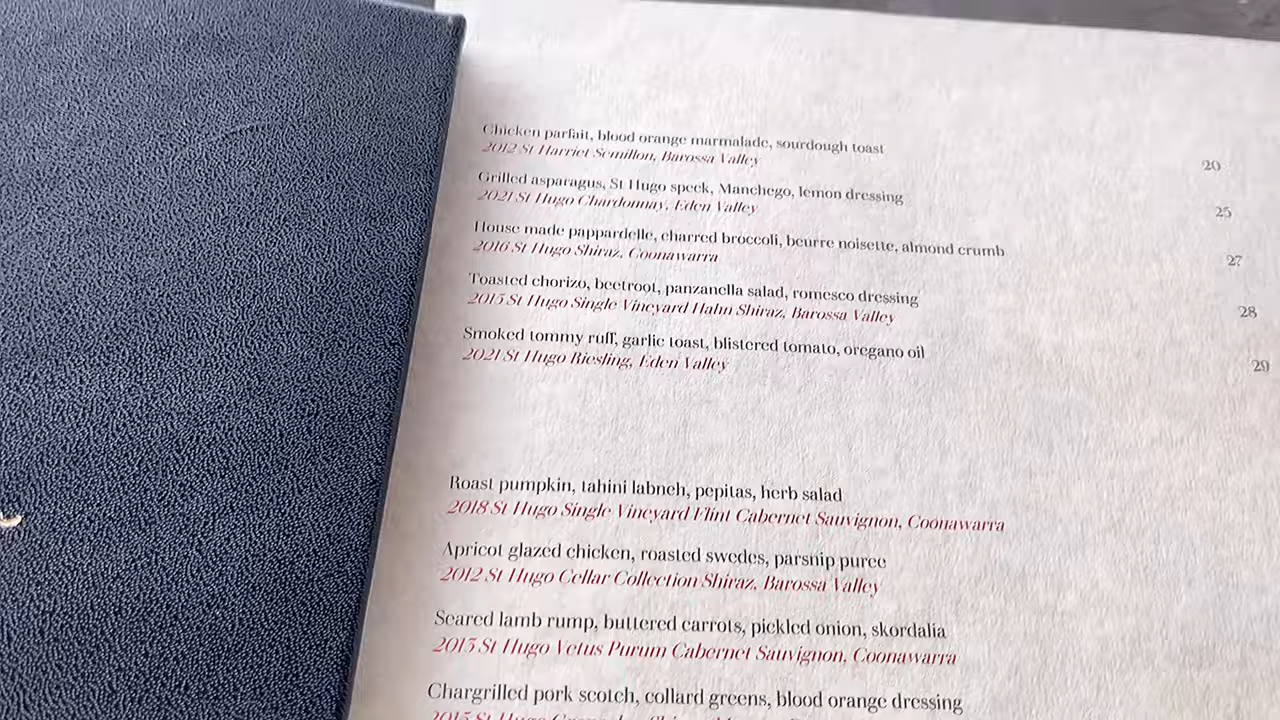 Chicken parfait, blood orange marmalade, sourdough toast
20
2012 St Harriet Semillon, Barossa Valley
Grilled asparagus, St Hugo speck, Manchego, lemon dressing
25
2021 St Hugo Chardonnay, Eden Valley
House made pappardelle, charred broccoli, beurre noisette, almond crumb
27
2016 St Hugo Shiraz, Coonawarra
Toasted chorizo, beetroot, panzanella salad, romesco dressing
28
2015 St Hugo Single Vineyard Hahn Shiraz, Barossa Valley
Smoked tommy ruff, garlic toast, blistered tomato, oregano oil
29
2021 St Hugo Riesling, Eden Valley
Roast pumpkin, tahini labneh, pepitas, herb salad
2018 St Hugo Single Vineyard Flint Cabernet Sauvignon, Coonawarra
Apricot glazed chicken, roasted swedes, parsnip puree
2012 St Hugo Cellar Collection Shiraz, Barossa Valley
Seared lamb rump, buttered carrots, pickled onion, skordalia
2013 St Hugo Vetus Purum Cabernet Sauvignon, Coonawarra
Chargrilled pork scotch, collard greens, blood orange dressing
St Hugo